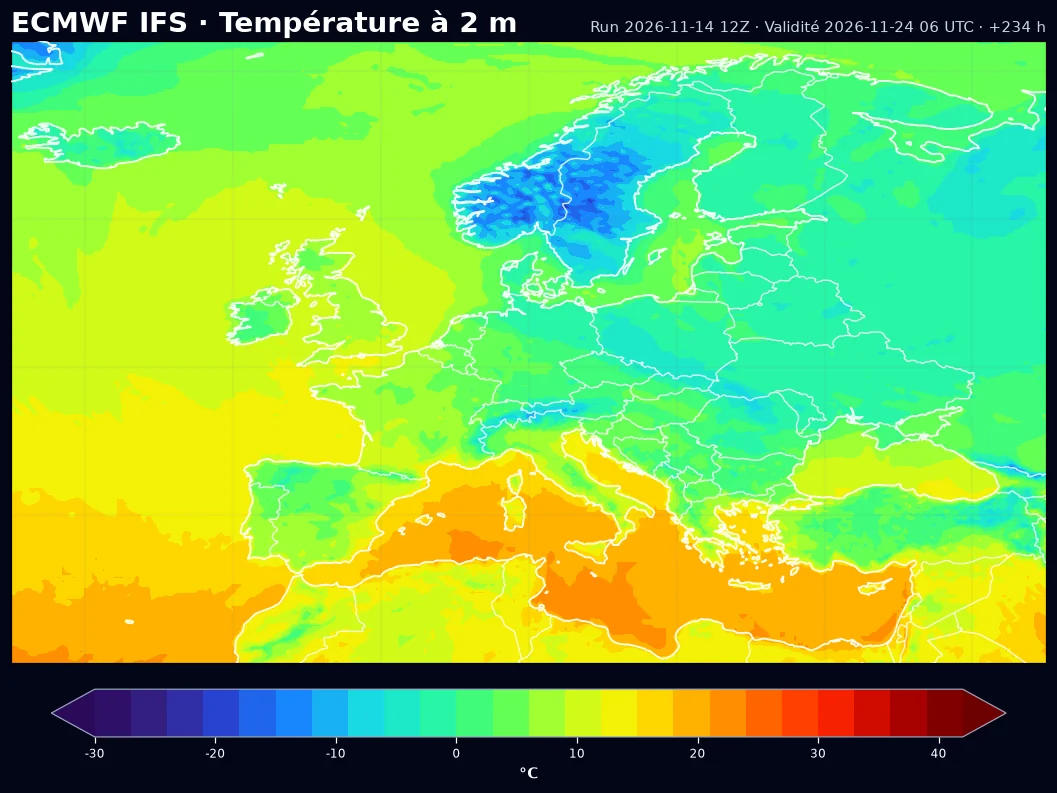 ECMWF IFS · Température à 2 m
Run 2026-11-14 12Z · Validité 2026-11-24 06 UTC · +234 h
-30 -20 -10 0 10 20 30 40
°C